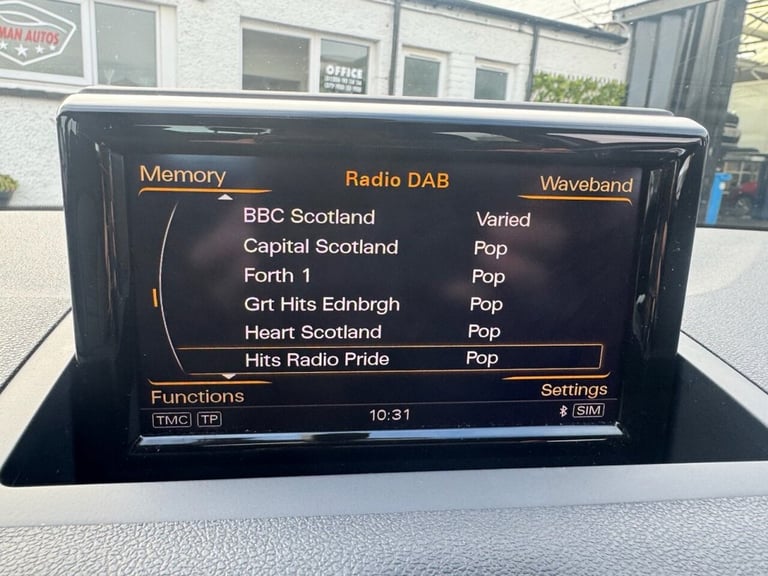 MAN AUTOS
OFFICE
Memory
Radio DAB
Waveband
BBC Scotland Varied
Capital Scotland Pop
Forth 1 Pop
Grt Hits Ednbrgh Pop
Heart Scotland Pop
Hits Radio Pride Pop
Functions
Settings
TMC TP
10:31
SIM